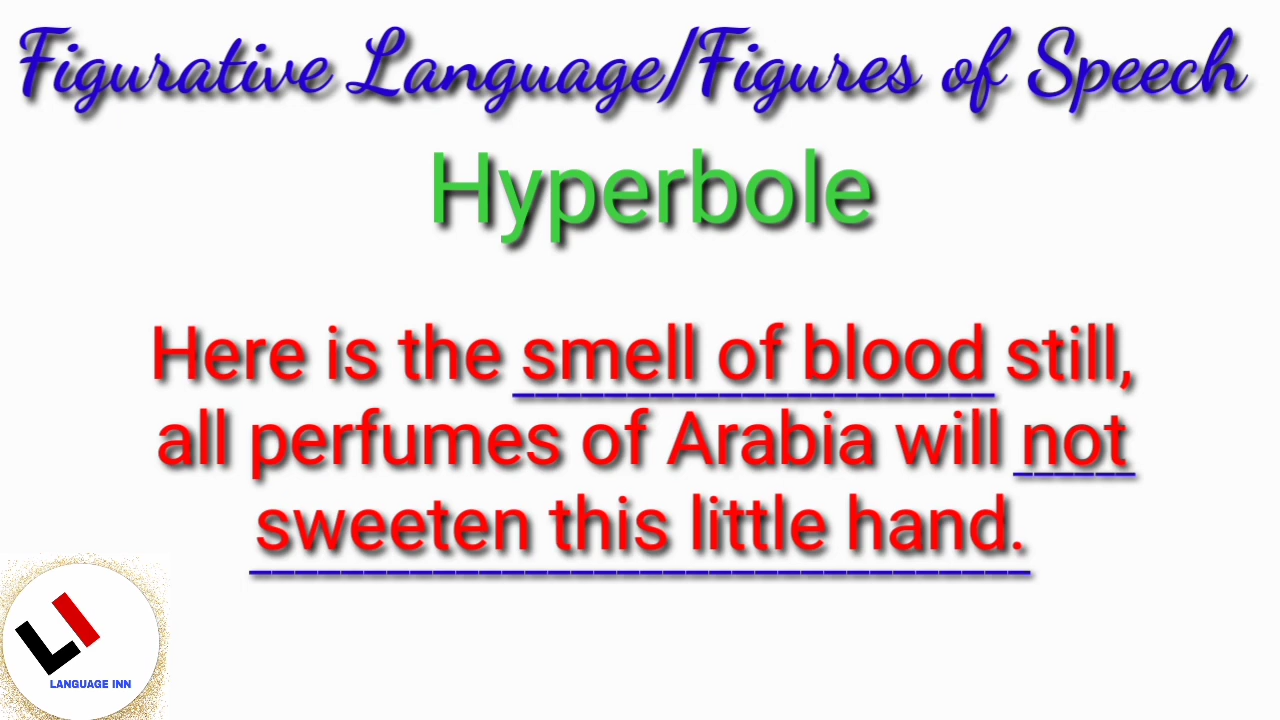 Figurative Language/Figures of Speech
Hyperbole
Here is the smell of blood still,
all perfumes of Arabia will not
sweeten this little hand.
LI
LANGUAGE INN